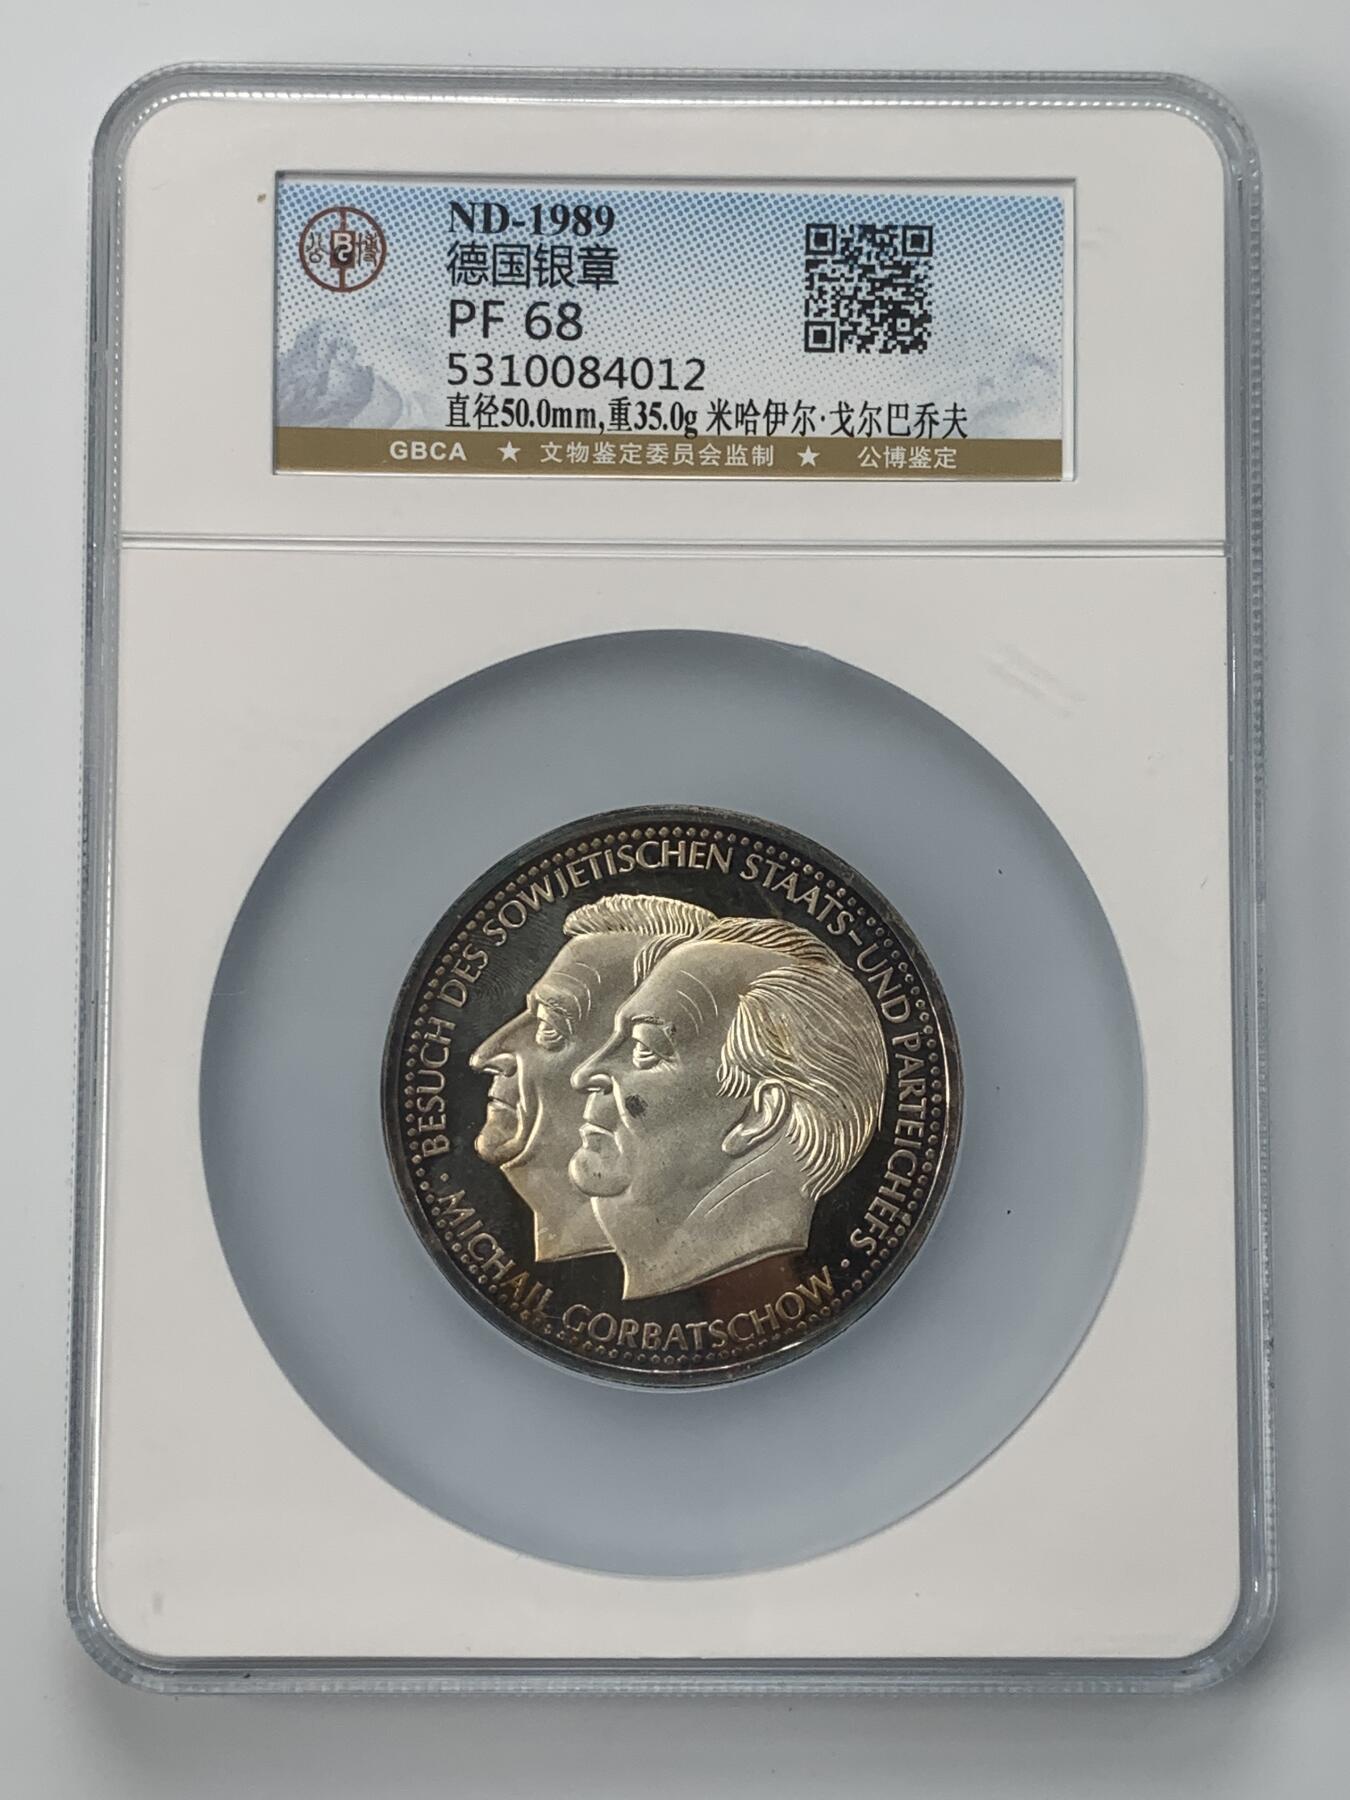 公 博
B
C
ND-1989
德国银章
PF 68
5310084012
直径50.0mm,重35.0g 米哈伊尔·戈尔巴乔夫
GBCA ★ 文物鉴定委员会监制 ★ 公博鉴定
· BESUCH DES SOWJETISCHEN STAATS-UND PARTEICHEFS ·
MICHAIL GORBATSCHOW